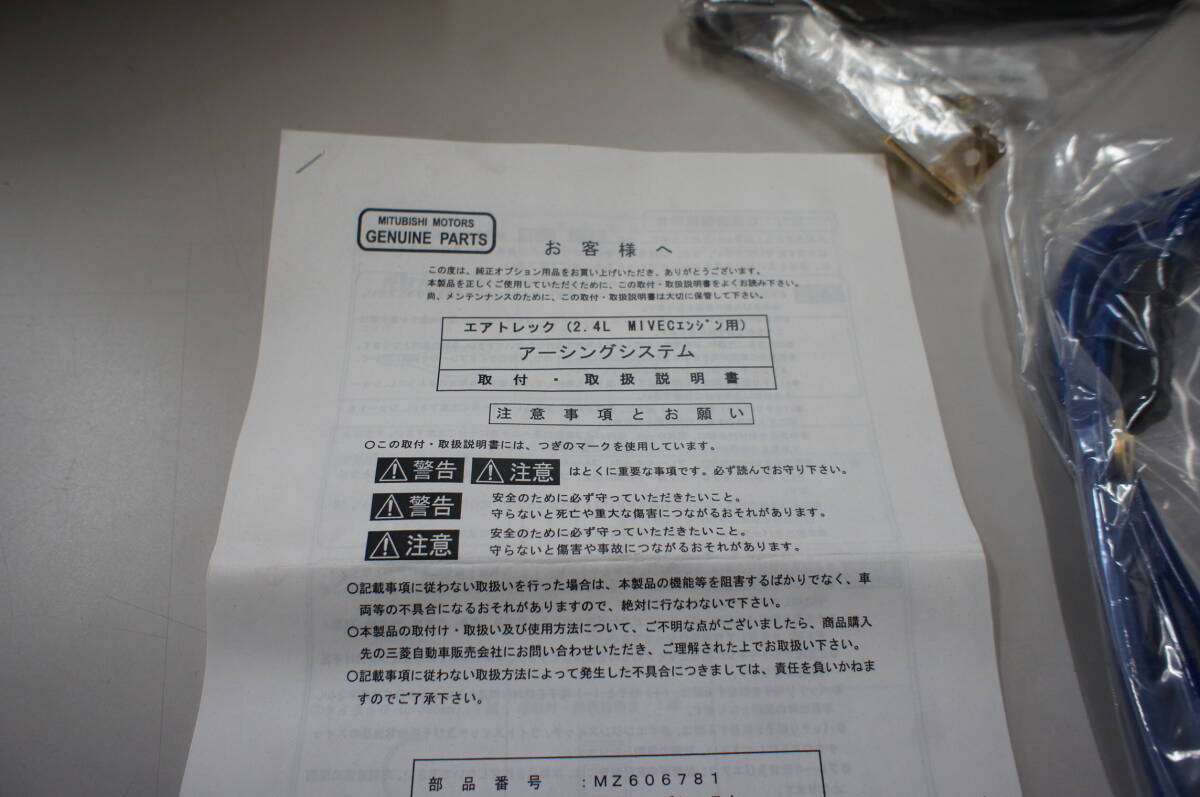 MITUBISHI MOTORS
GENUINE PARTS
お客様へ
この度は、純正オプション用品をお買い上げいただき、ありがとうございます。
本製品を正しくご使用していただくために、この取付・取扱説明書をよくお読み下さい。
尚、メンテンナンスのために、この取付・取扱説明書は大切に保管して下さい。
エアトレック(2.4L MIVECｴﾝｼﾞﾝ用)
アーシングシステム
取付・取扱説明書
注意事項とお願い
○この取付・取扱説明書には、つぎのマークを使用しています。
⚠警告 ⚠注意 はとくに重要な事項です。必ず読んでお守り下さい。
⚠警告 安全のために必ず守っていただきたいこと。
守らないと死亡や重大な傷害につながるおそれがあります。
⚠注意 安全のために必ず守っていただきたいこと。
守らないと傷害や事故につながるおそれがあります。
○記載事項に従わない取扱いを行った場合は、本製品の機能等を阻害するばかりでなく、車
両等の不具合になるおそれがありますので、絶対に行なわないで下さい。
○本製品の取付け・取扱い及び使用方法について、ご不明な点がございましたら、商品購入
先の三菱自動車販売会社にお問い合わせいただき、ご理解された上でお取扱い下さい。
○記載事項に従わない取扱方法によって発生した不具合につきましては、責任を負いかねま
すのでご了承下さい。
部品番号 :MZ606781